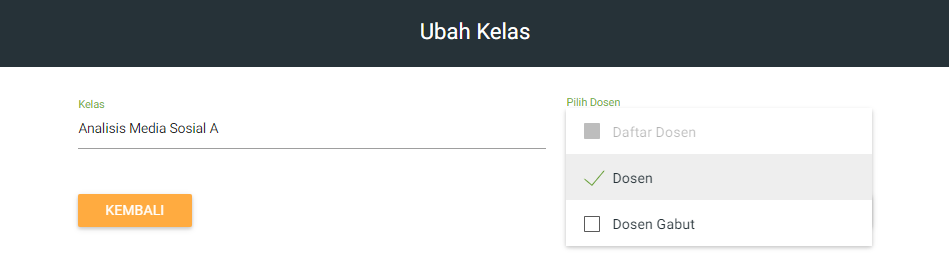 Ubah Kelas
Kelas
Analisis Media Sosial A
Pilih Dosen
Daftar Dosen
Dosen
Dosen Gabut
KEMBALI